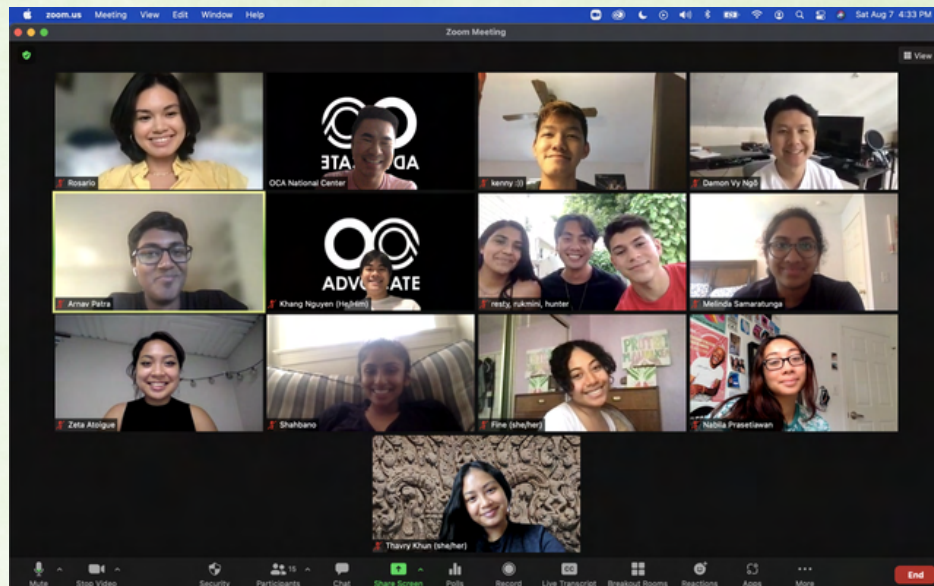 zoom.us Meeting View Edit Window Help
Sat Aug 7 4:33 PM
Zoom Meeting
View
Rosario
ADVOCATE
OCA National Center
kenny :))
Damon Vy Ngô
Arnav Patra
ADVOCATE
Khang Nguyen (He/Him)
resty, rukmini, hunter
Melinda Samaratunga
Zeta Atoigue
Shahbano
Fine (she/her)
Nabila Prasetiawan
Thavry Khun (she/her)
Mute
Stop Video
Security
Participants
15
Chat
Share Screen
Polls
Record
CC
Live Transcript
Breakout Rooms
Reactions
Apps
More
End